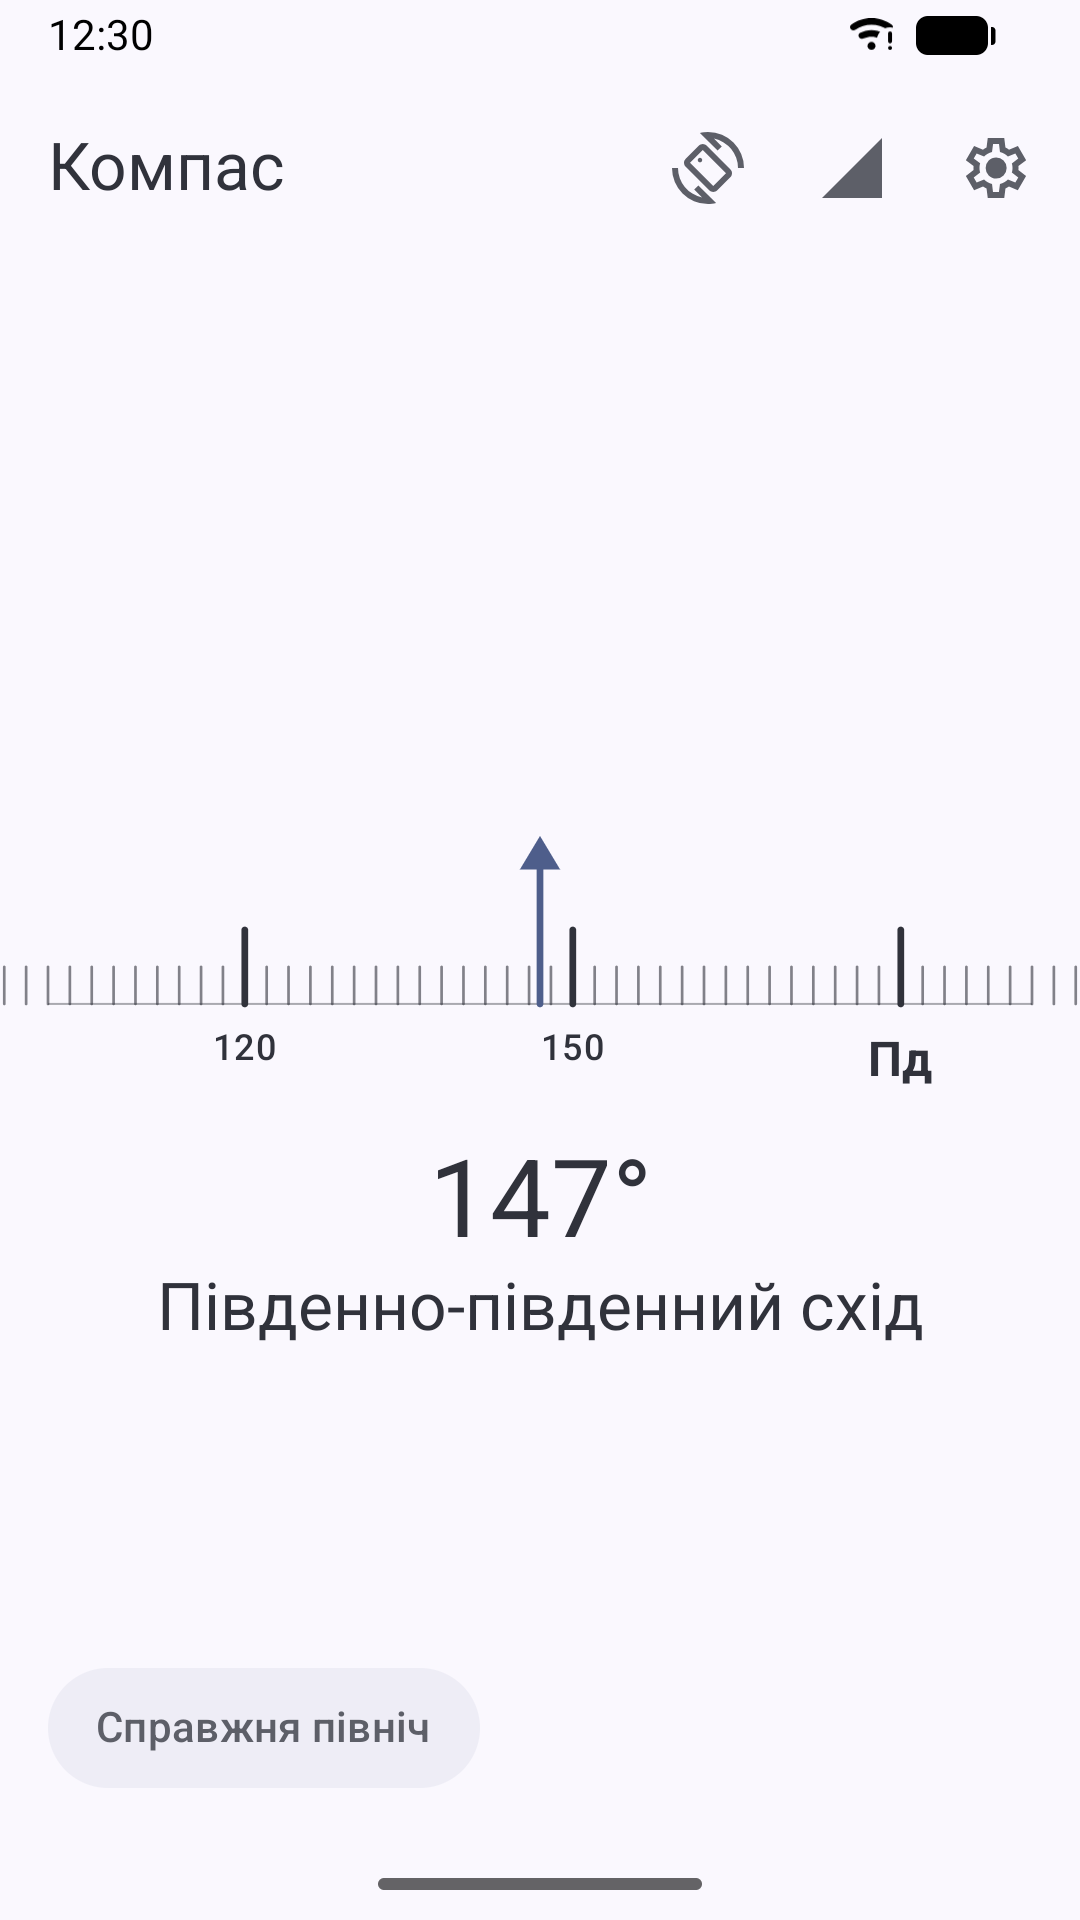 12:30
Компас
120
150
Пд
147°
Південно-південний схід
Справжня північ